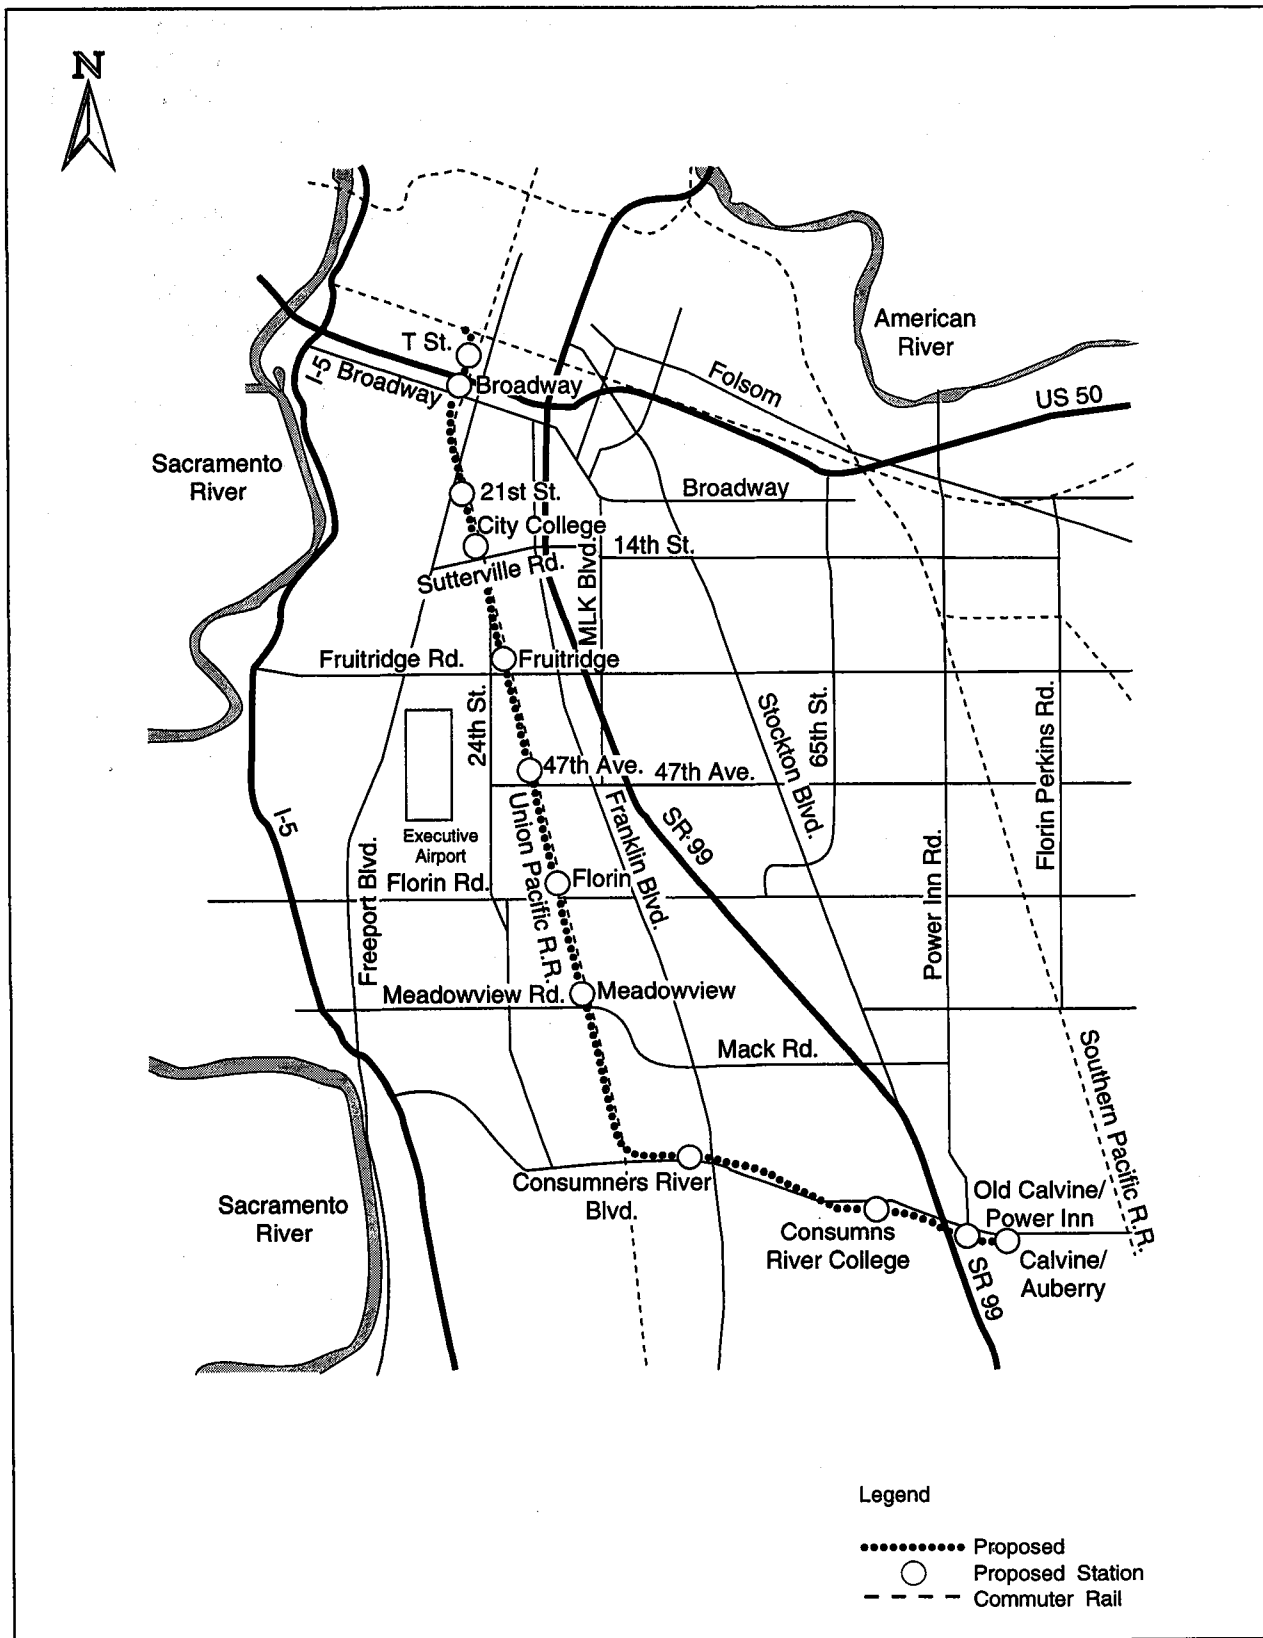 N
American
River
T St.
I-5
Broadway
Broadway
Folsom
US 50
Sacramento
River
21st St.
Broadway
City College
14th St.
Sutterville Rd.
MLK Blvd.
Fruitridge Rd.
Fruitridge
24th St.
Stockton Blvd.
65th St.
Florin Perkins Rd.
47th Ave.
47th Ave.
I-5
Executive
Airport
Union Pacific R.R.
Franklin Blvd.
SR 99
Power Inn Rd.
Freeport Blvd.
Florin Rd.
Florin
Meadowview Rd.
Meadowview
Mack Rd.
Southern Pacific R.R.
Consumners River
Blvd.
Sacramento
River
Consumns
River College
Old Calvine/
Power Inn
SR 99
Calvine/
Auberry
Legend
Proposed
Proposed Station
Commuter Rail